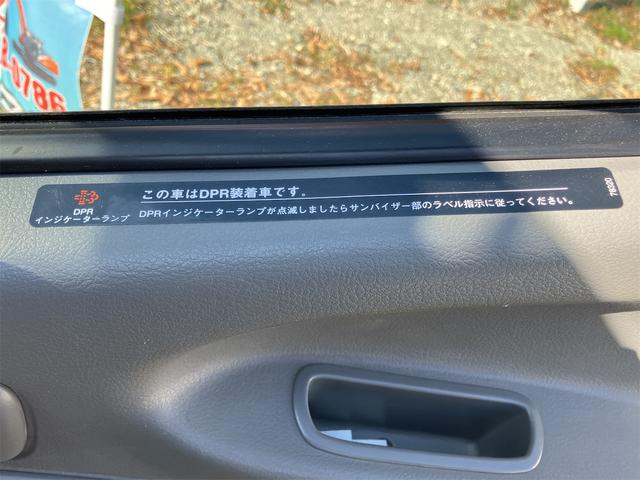 この車はDPR装着車です。
DPR
インジケーターランプ
DPRインジケーターランプが点滅しましたらサンバイザー部のラベル指示に従ってください。
78220
0786